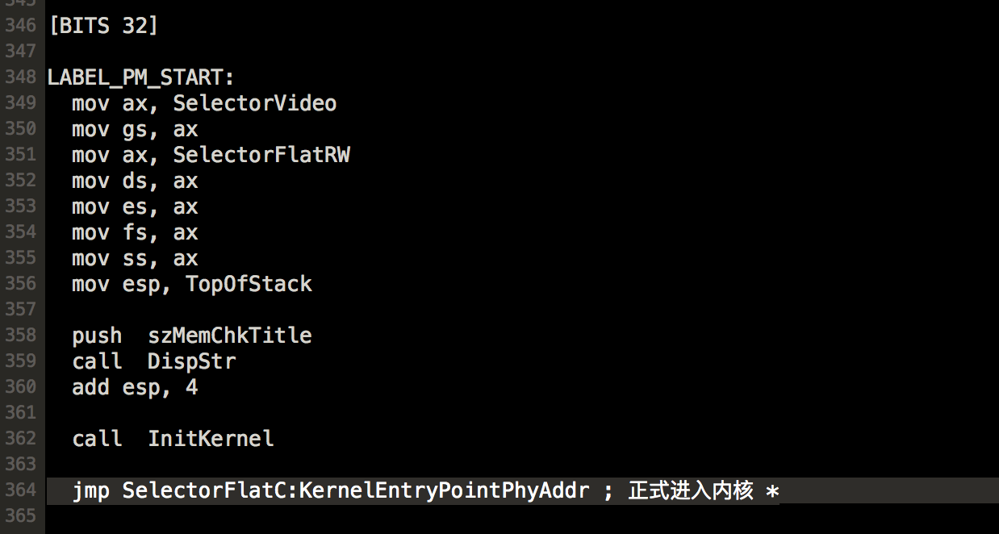 345
346 [BITS 32]
347
348 LABEL_PM_START:
349   mov ax, SelectorVideo
350   mov gs, ax
351   mov ax, SelectorFlatRW
352   mov ds, ax
353   mov es, ax
354   mov fs, ax
355   mov ss, ax
356   mov esp, TopOfStack
357
358   push  szMemChkTitle
359   call  DispStr
360   add esp, 4
361
362   call  InitKernel
363
364   jmp SelectorFlatC:KernelEntryPointPhyAddr ; 正式进入内核 *
365